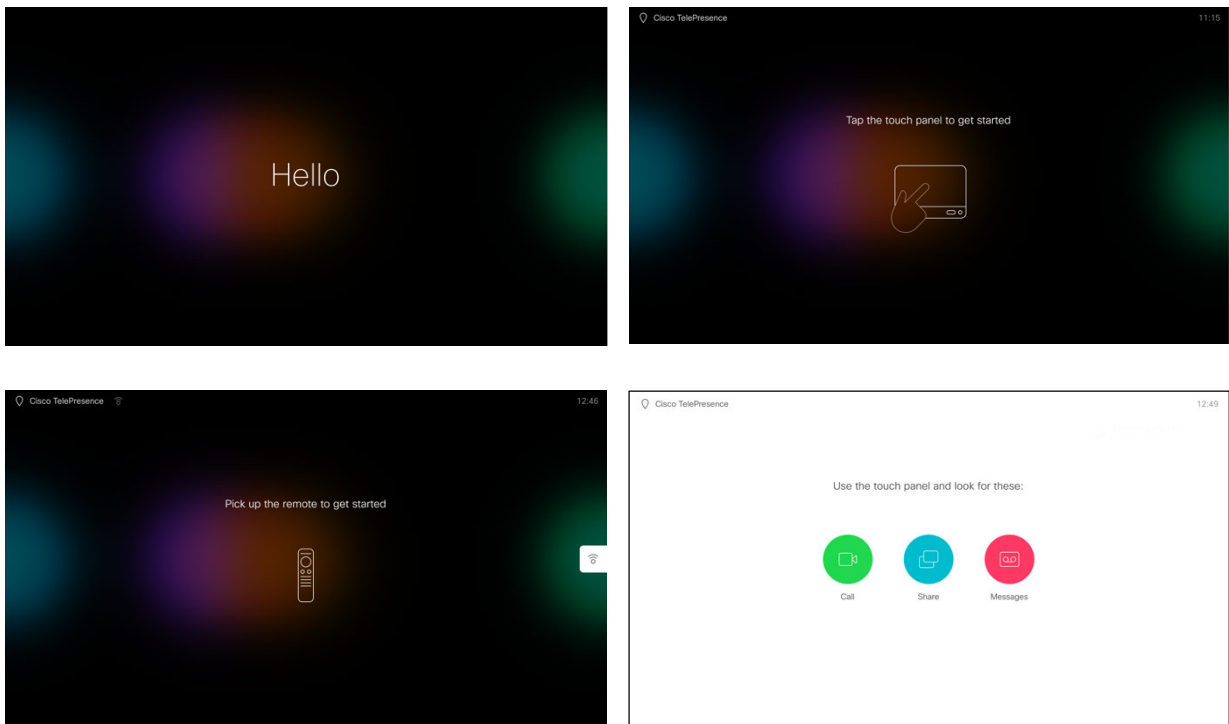 Hello
Cisco TelePresence 11:15
Tap the touch panel to get started
Cisco TelePresence 12:46
Pick up the remote to get started
Cisco TelePresence 12:49
Use the touch panel and look for these:
Call Share Messages